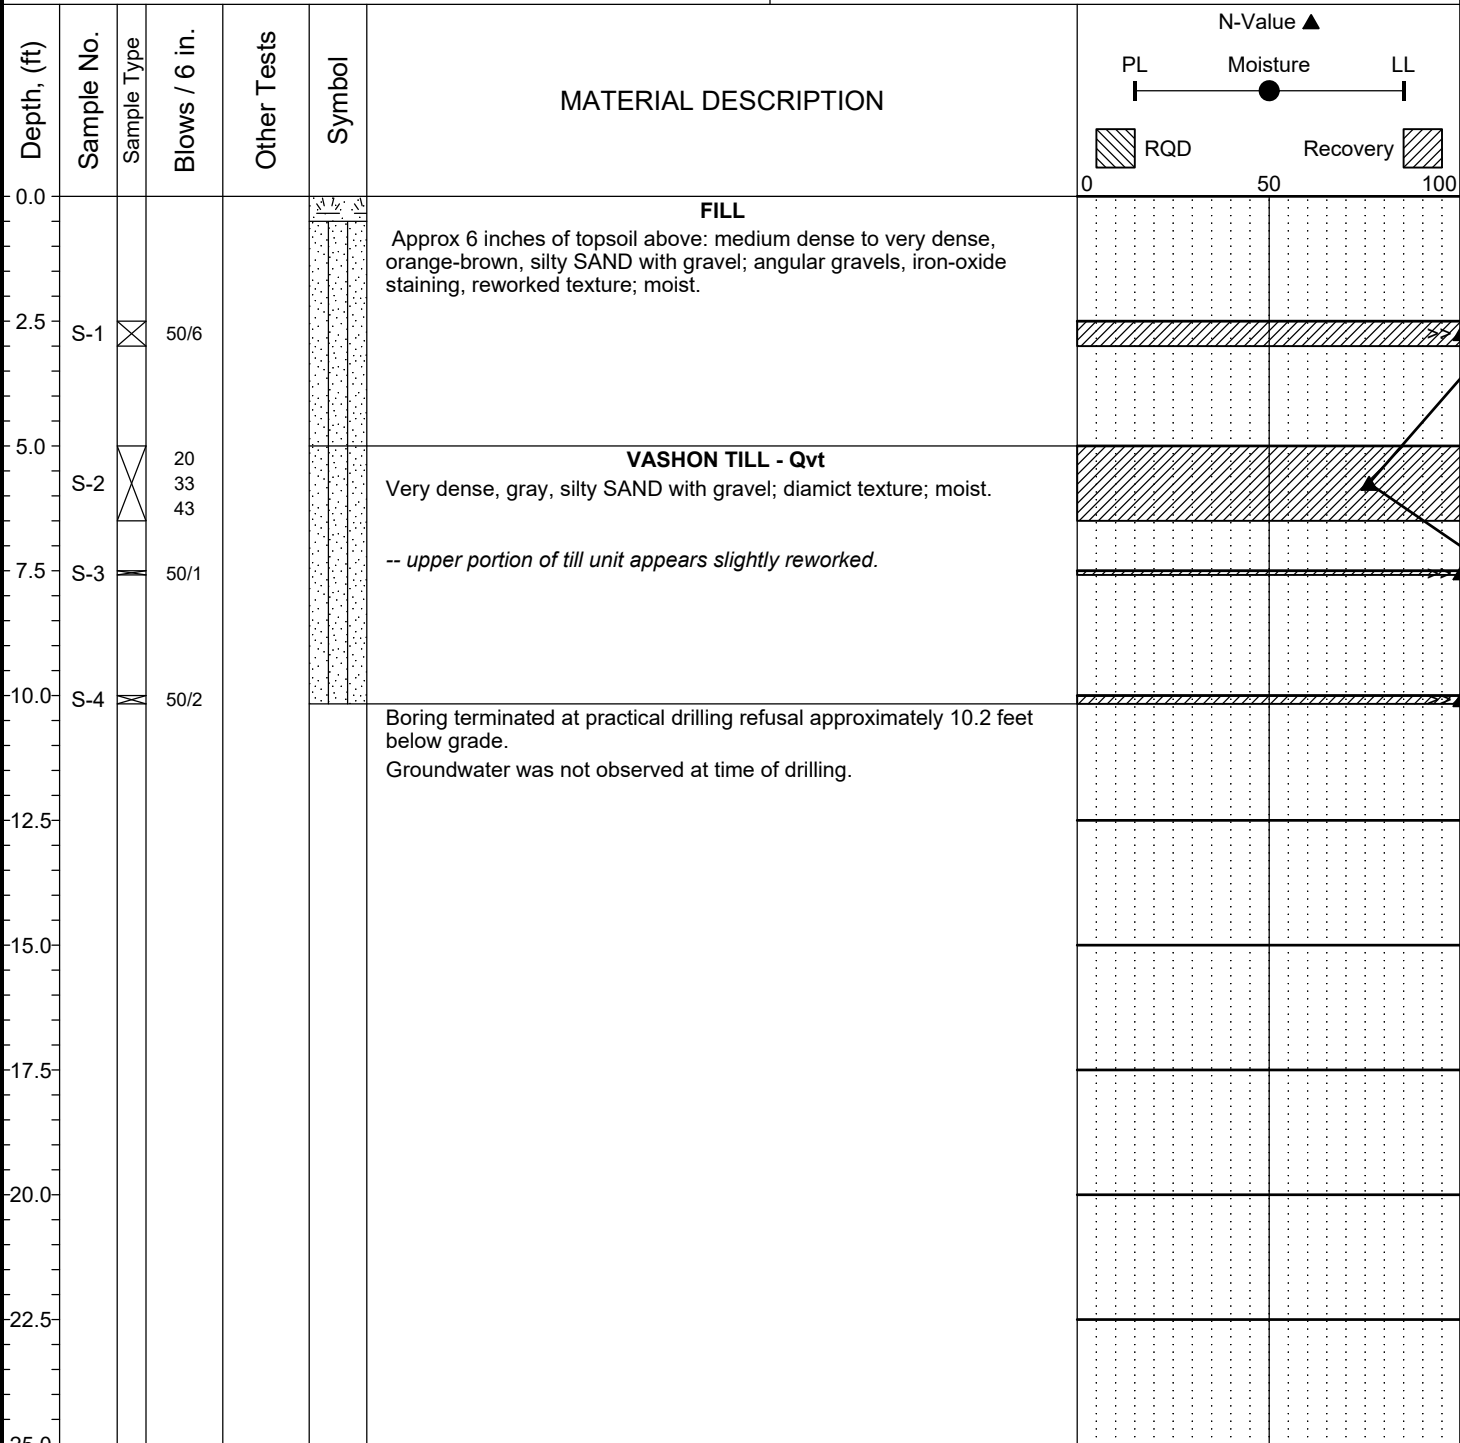 Depth, (ft)
Sample No.
Sample Type
Blows / 6 in.
Other Tests
Symbol
MATERIAL DESCRIPTION
N-Value ▲
PL Moisture LL
RQD Recovery
0 50 100
0.0
FILL
Approx 6 inches of topsoil above: medium dense to very dense,
orange-brown, silty SAND with gravel; angular gravels, iron-oxide
staining, reworked texture; moist.
2.5
S-1 50/6 >>
5.0
VASHON TILL - Qvt
20
S-2 33
43
Very dense, gray, silty SAND with gravel; diamict texture; moist.
-- upper portion of till unit appears slightly reworked.
7.5
S-3 50/1 >>
10.0
S-4 50/2 >>
Boring terminated at practical drilling refusal approximately 10.2 feet
below grade.
Groundwater was not observed at time of drilling.
12.5
15.0
17.5
20.0
22.5
25.0